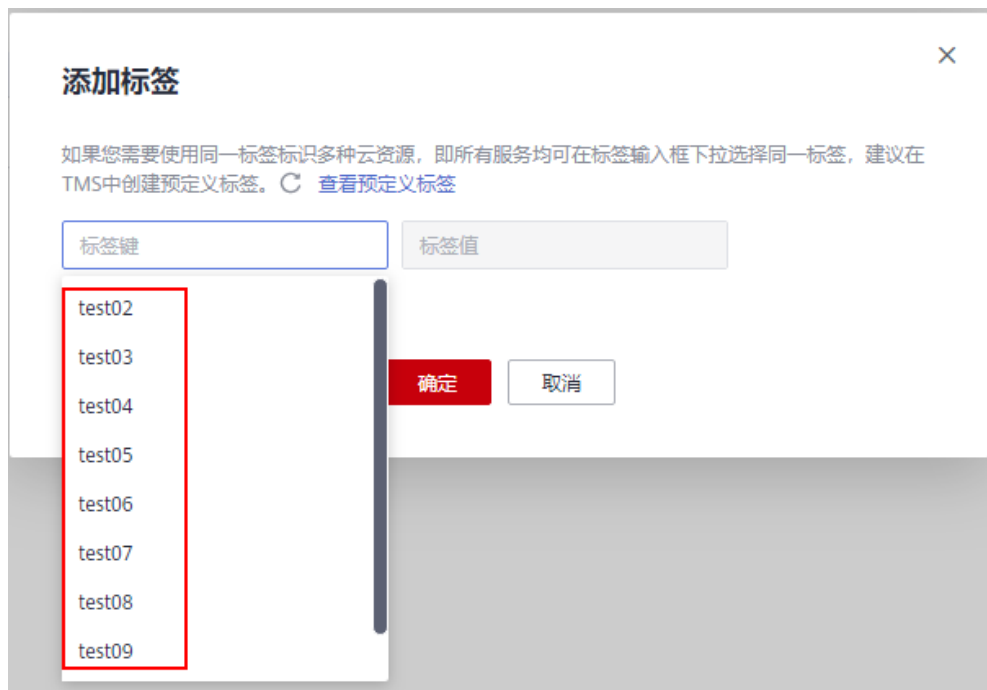 添加标签
如果您需要使用同一标签标识多种云资源，即所有服务均可在标签输入框下拉选择同一标签，建议在
TMS中创建预定义标签。 查看预定义标签
标签键 标签值
test02
test03
test04
确定 取消
test05
test06
test07
test08
test09